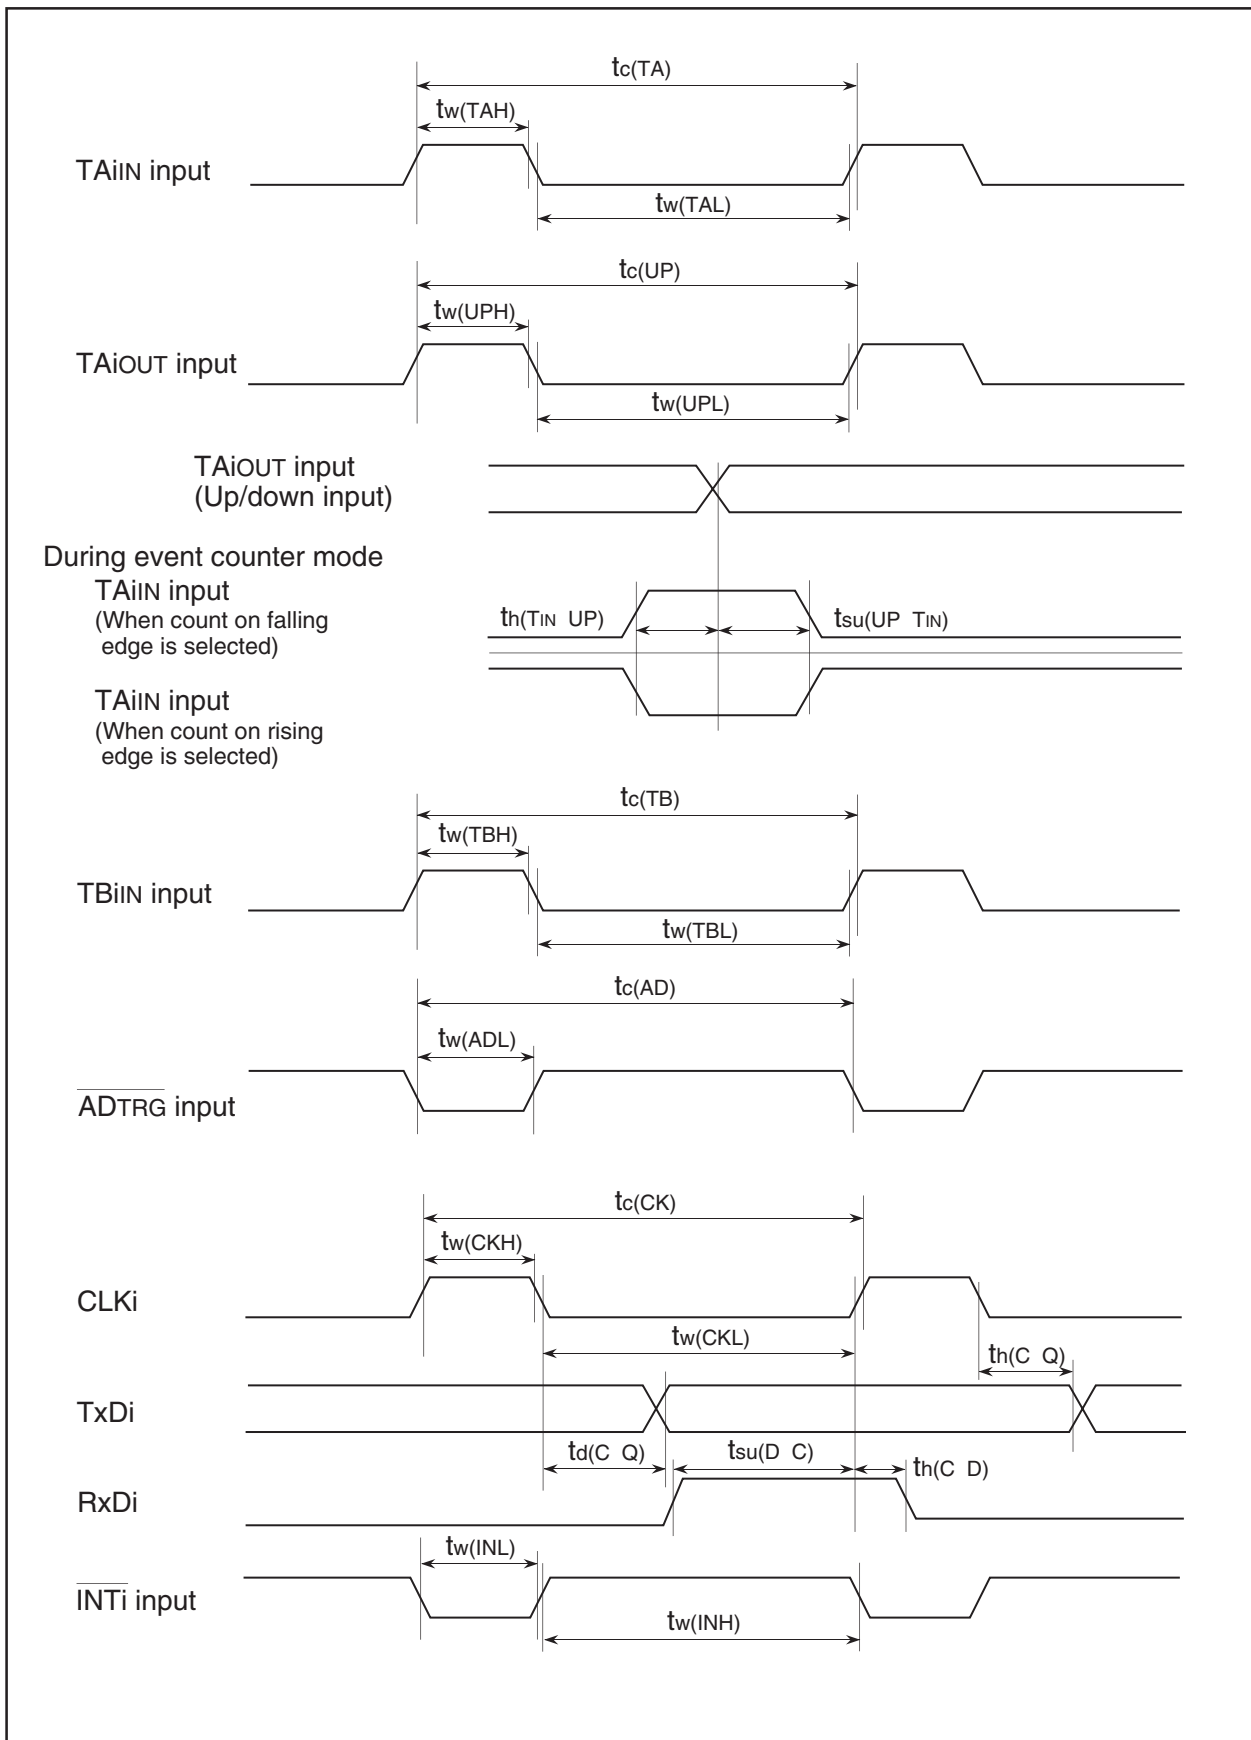 tc(TA)
tw(TAH)
TAiIN input
tw(TAL)
tc(UP)
tw(UPH)
TAiOUT input
tw(UPL)
TAiOUT input
(Up/down input)
During event counter mode
TAiIN input
(When count on falling
edge is selected)
th(TIN UP)
tsu(UP TIN)
TAiIN input
(When count on rising
edge is selected)
tc(TB)
tw(TBH)
TBiIN input
tw(TBL)
tc(AD)
tw(ADL)
ADTRG input
tc(CK)
tw(CKH)
CLKi
tw(CKL)
th(C Q)
TxDi
td(C Q)
tsu(D C)
th(C D)
RxDi
tw(INL)
INTi input
tw(INH)